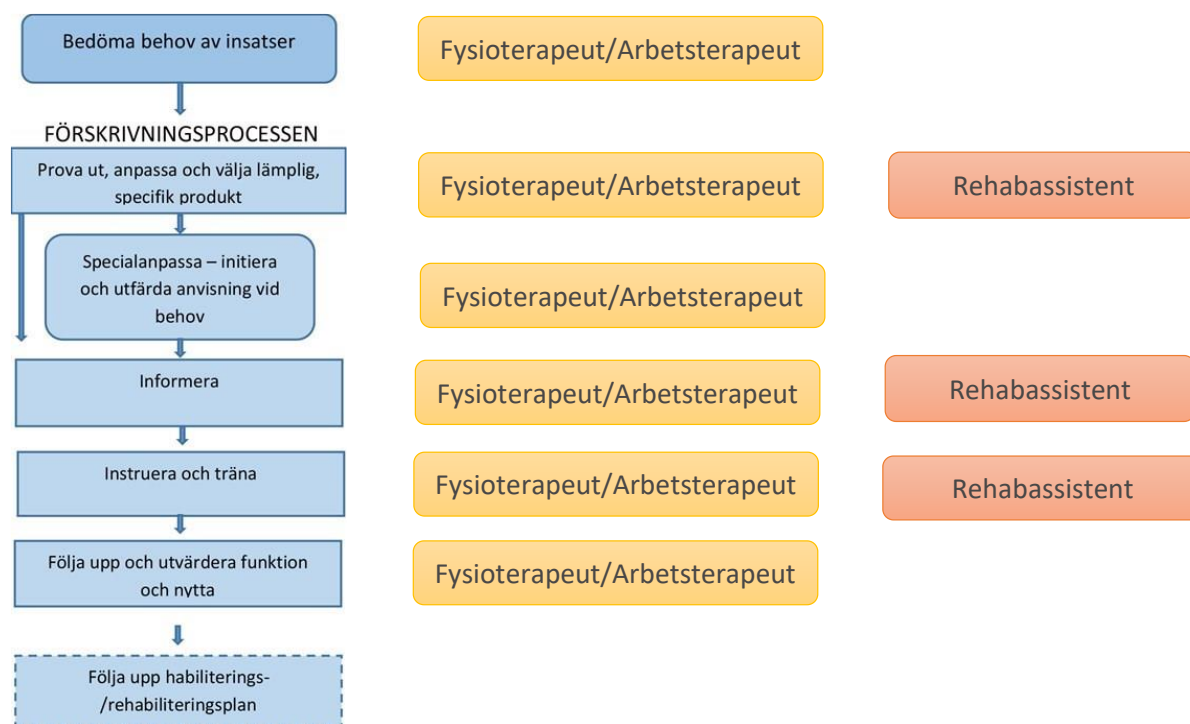 Bedöma behov av insatser
Fysioterapeut/Arbetsterapeut
FÖRSKRIVNINGSPROCESSEN
Prova ut, anpassa och välja lämplig,
specifik produkt
Fysioterapeut/Arbetsterapeut
Rehabassistent
Specialanpassa – initiera
och utfärda anvisning vid
behov
Fysioterapeut/Arbetsterapeut
Informera
Fysioterapeut/Arbetsterapeut
Rehabassistent
Instruera och träna
Fysioterapeut/Arbetsterapeut
Rehabassistent
Följa upp och utvärdera funktion
och nytta
Fysioterapeut/Arbetsterapeut
Följa upp habiliterings-
/rehabiliteringsplan